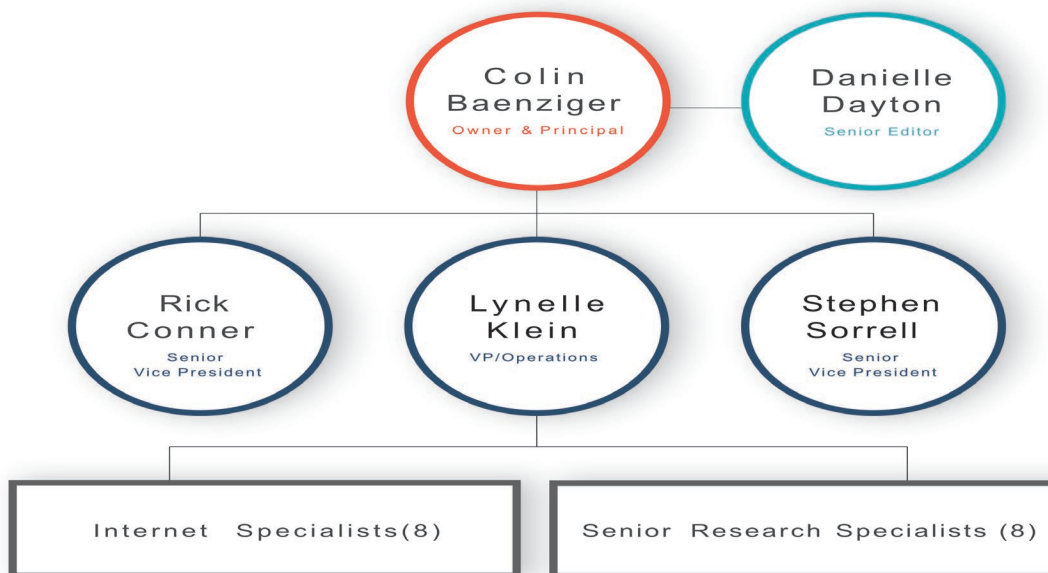 Colin
Baenziger
Owner & Principal
Danielle
Dayton
Senior Editor
Rick
Conner
Senior
Vice President
Lynelle
Klein
VP/Operations
Stephen
Sorrell
Senior
Vice President
Internet Specialists(8)
Senior Research Specialists (8)